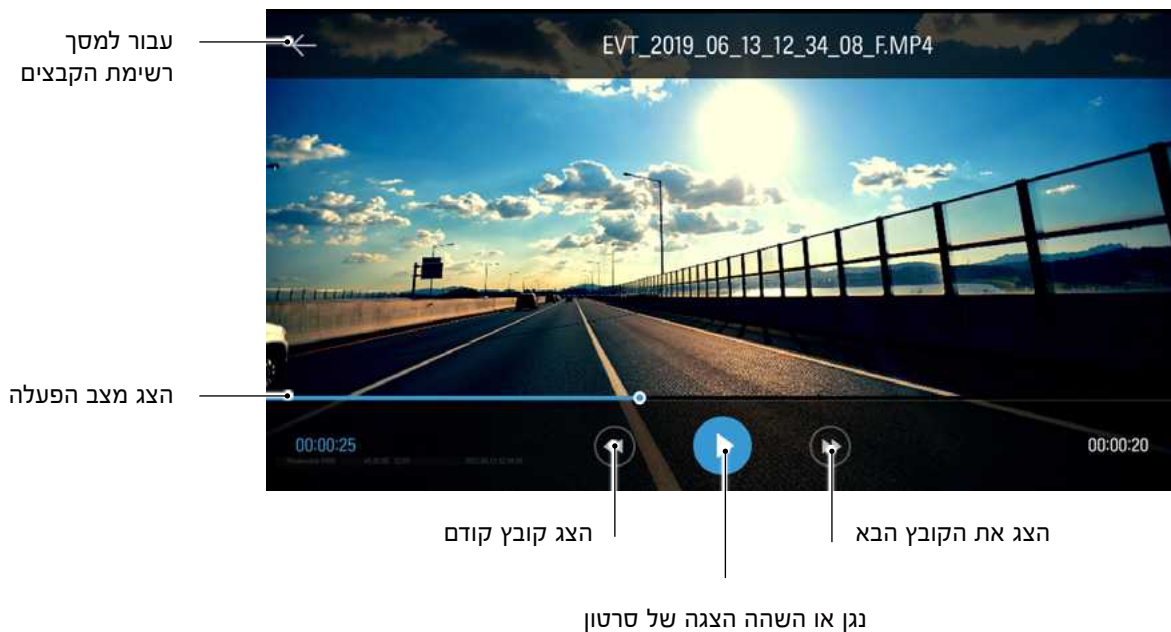 עבור למסך
רשימת הקבצים
EVT_2019_06_13_12_34_08_F.MP4
הצג מצב הפעלה
00:00:25
00:00:20
הצג קובץ קודם
הצג את הקובץ הבא
נגן או השהה הצגה של סרטון